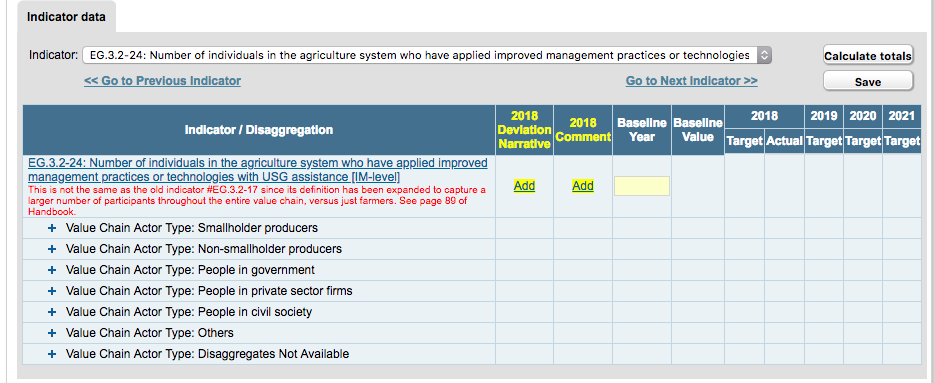 Indicator data
Indicator: EG.3.2-24: Number of individuals in the agriculture system who have applied improved management practices or technologies
Calculate totals
<< Go to Previous Indicator
Go to Next Indicator >>
Save
Indicator / Disaggregation
2018 Deviation Narrative
2018 Comment
Baseline Year
Baseline Value
2018
2019
2020
2021
Target
Actual
Target
Target
Target
EG.3.2-24: Number of individuals in the agriculture system who have applied improved
management practices or technologies with USG assistance [IM-level]
This is not the same as the old indicator #EG.3.2-17 since its definition has been expanded to capture a
larger number of participants throughout the entire value chain, versus just farmers. See page 89 of
Handbook.
Add
Add
+ Value Chain Actor Type: Smallholder producers
+ Value Chain Actor Type: Non-smallholder producers
+ Value Chain Actor Type: People in government
+ Value Chain Actor Type: People in private sector firms
+ Value Chain Actor Type: People in civil society
+ Value Chain Actor Type: Others
+ Value Chain Actor Type: Disaggregates Not Available